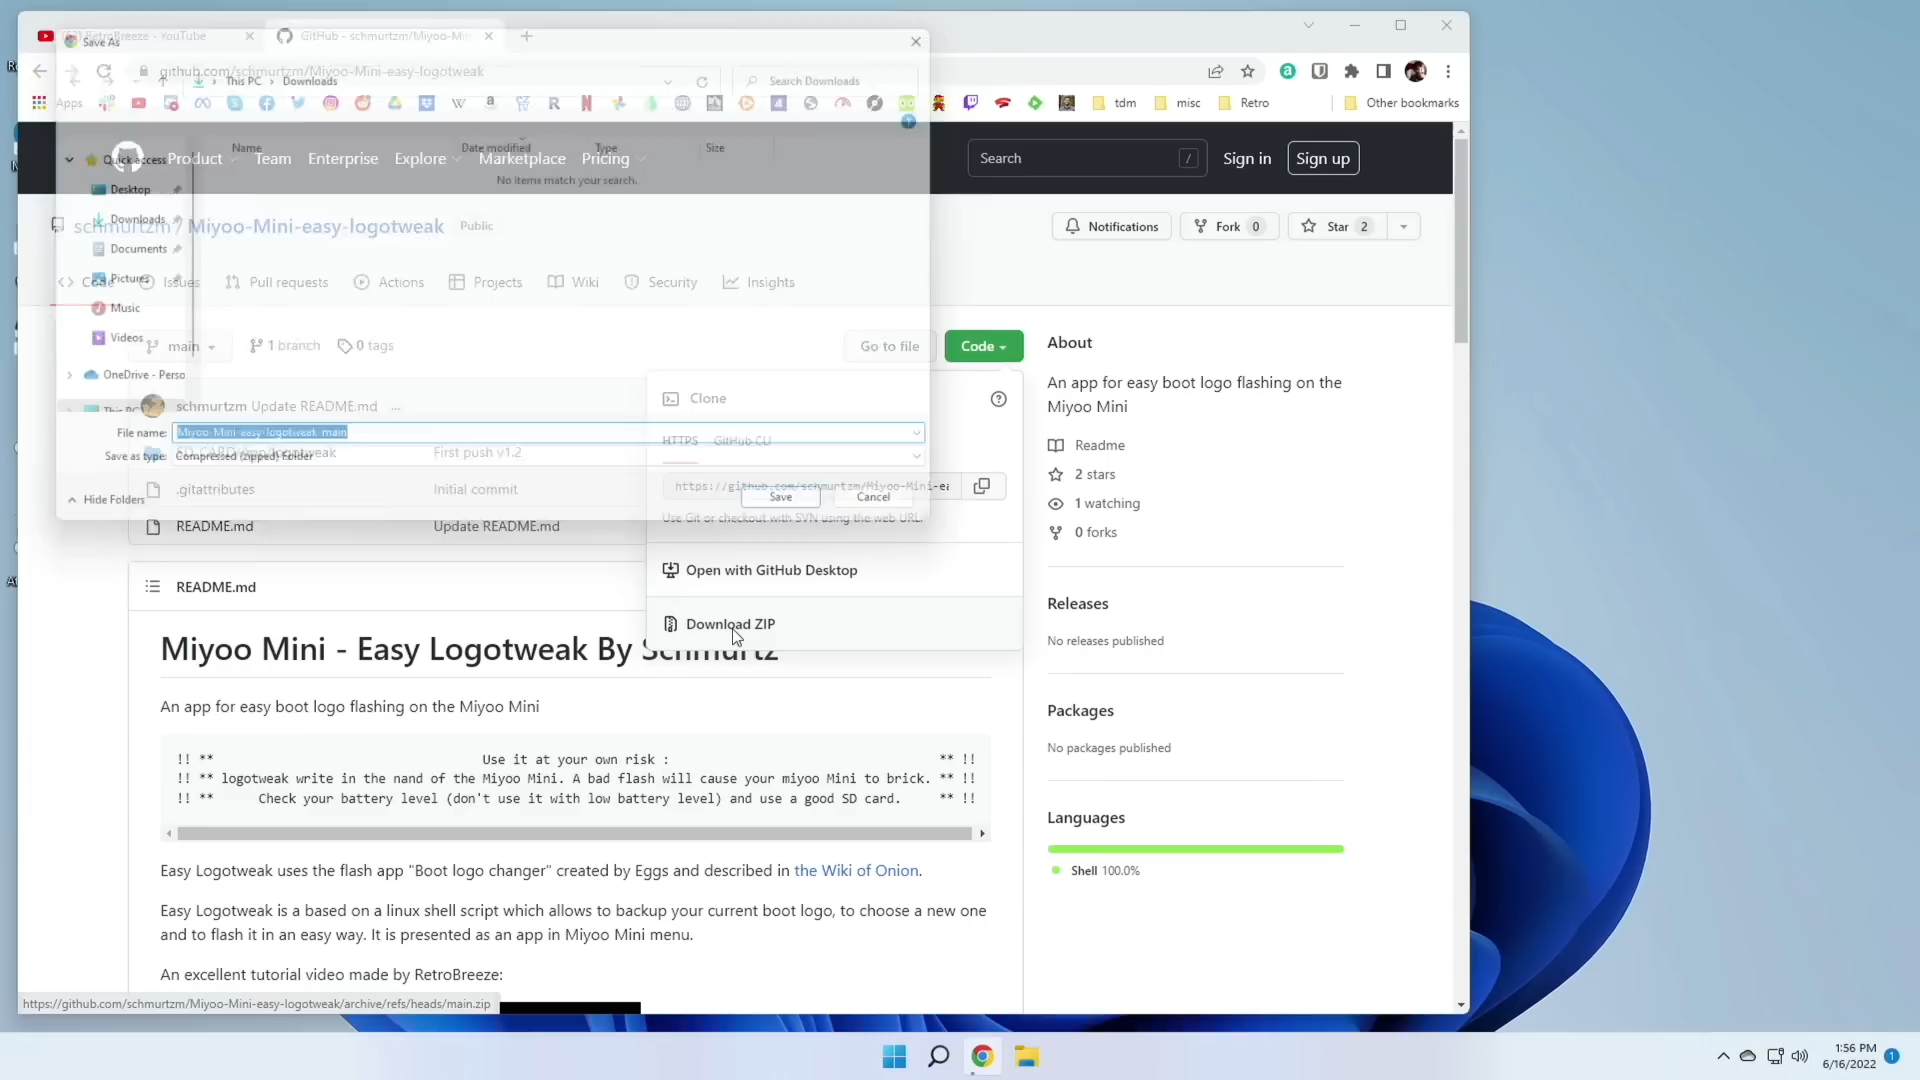 RetroBreeze - YouTube
GitHub - schmurtzm/Miyoo-Min
Save As
github.com/schmurtzm/Miyoo-Mini-easy-logotweak
This PC > Downloads
Search Downloads
Apps
tdm
misc
Retro
Other bookmarks
Name
Date modified
Type
Size
No items match your search.
Product
Team
Enterprise
Explore
Marketplace
Pricing
Search
/
Sign in
Sign up
Quick access
Desktop
Downloads
Documents
Pictures
Music
Videos
OneDrive - Perso
This PC
schmurtzm / Miyoo-Mini-easy-logotweak
Public
Notifications
Fork 0
Star 2
Code
Issues
Pull requests
Actions
Projects
Wiki
Security
Insights
main
1 branch
0 tags
Go to file
Code
schmurtzm Update README.md ...
File name: Miyoo-Mini-easy-logotweak-main
Save as type: Compressed (zipped) Folder
Hide Folders
Save
Cancel
First push v1.2
.gitattributes
Initial commit
README.md
Update README.md
Clone
HTTPS
GitHub CLI
https://github.com/schmurtzm/Miyoo-Mini-ea
Use Git or checkout with SVN using the web URL.
Open with GitHub Desktop
Download ZIP
README.md
Miyoo Mini - Easy Logotweak By Schmurtz
An app for easy boot logo flashing on the Miyoo Mini
!! ** Use it at your own risk : ** !!
!! ** logotweak write in the nand of the Miyoo Mini. A bad flash will cause your miyoo Mini to brick. ** !!
!! ** Check your battery level (don't use it with low battery level) and use a good SD card. ** !!
Easy Logotweak uses the flash app "Boot logo changer" created by Eggs and described in the Wiki of Onion.
Easy Logotweak is a based on a linux shell script which allows to backup your current boot logo, to choose a new one
and to flash it in an easy way. It is presented as an app in Miyoo Mini menu.
An excellent tutorial video made by RetroBreeze:
https://github.com/schmurtzm/Miyoo-Mini-easy-logotweak/archive/refs/heads/main.zip
About
An app for easy boot logo flashing on the
Miyoo Mini
Readme
2 stars
1 watching
0 forks
Releases
No releases published
Packages
No packages published
Languages
Shell 100.0%
1:56 PM
6/16/2022
1